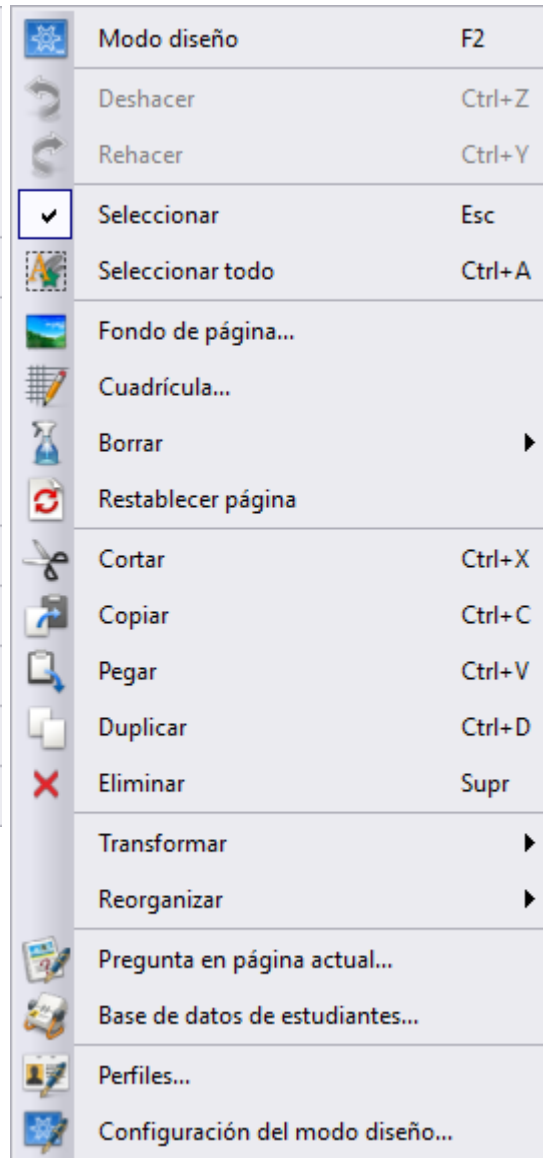 Modo diseño F2
Deshacer Ctrl+Z
Rehacer Ctrl+Y
Seleccionar Esc
Seleccionar todo Ctrl+A
Fondo de página...
Cuadrícula...
Borrar
Restablecer página
Cortar Ctrl+X
Copiar Ctrl+C
Pegar Ctrl+V
Duplicar Ctrl+D
Eliminar Supr
Transformar
Reorganizar
Pregunta en página actual...
Base de datos de estudiantes...
Perfiles...
Configuración del modo diseño...